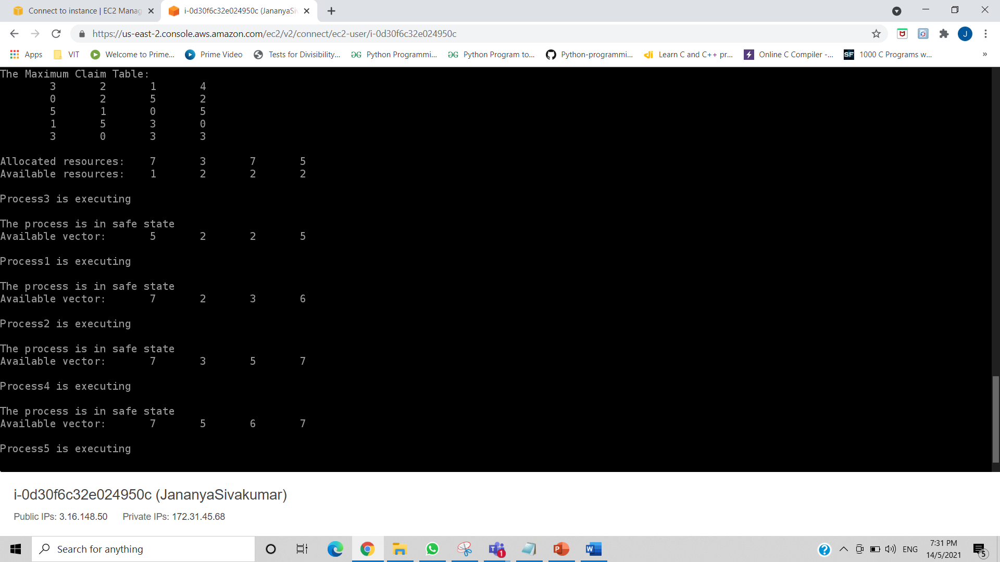 Connect to instance | EC2 Manag
i-0d30f6c32e024950c (JananyaSi
https://us-east-2.console.aws.amazon.com/ec2/v2/connect/ec2-user/i-0d30f6c32e024950c
J
Apps VIT Welcome to Prime... Prime Video Tests for Divisibility... Python Programmi... Python Program to... Python-programmi... Learn C and C++ pr... Online C Compiler -... SF 1000 C Programs w... »
The Maximum Claim Table:
3 2 1 4
0 2 5 2
5 1 0 5
1 5 3 0
3 0 3 3
Allocated resources: 7 3 7 5
Available resources: 1 2 2 2
Process3 is executing
The process is in safe state
Available vector: 5 2 2 5
Process1 is executing
The process is in safe state
Available vector: 7 2 3 6
Process2 is executing
The process is in safe state
Available vector: 7 3 5 7
Process4 is executing
The process is in safe state
Available vector: 7 5 6 7
Process5 is executing
i-0d30f6c32e024950c (JananyaSivakumar)
Public IPs: 3.16.148.50 Private IPs: 172.31.45.68
Search for anything
1
ENG
7:31 PM
14/5/2021
5